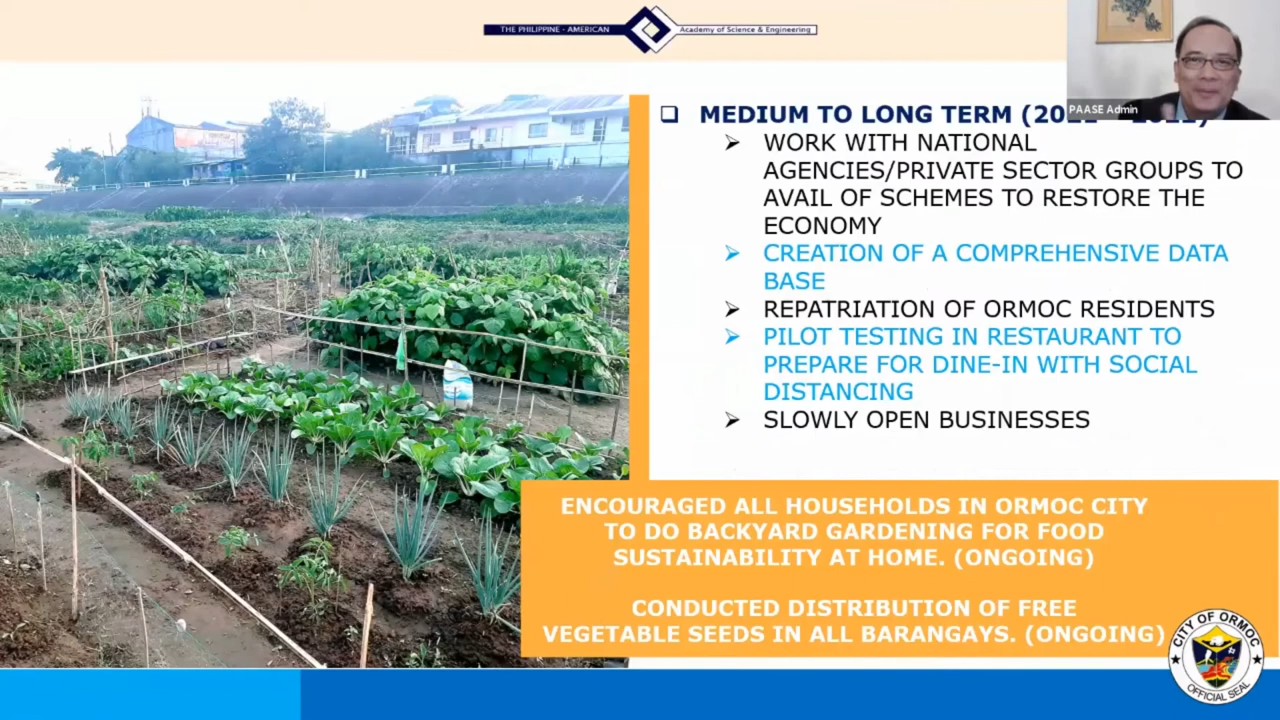 THE PHILIPPINE - AMERICAN
Academy of Science & Engineering
PAASE Admin
❑ MEDIUM TO LONG TERM
➢ WORK WITH NATIONAL
AGENCIES/PRIVATE SECTOR GROUPS TO
AVAIL OF SCHEMES TO RESTORE THE
ECONOMY
➢ CREATION OF A COMPREHENSIVE DATA
BASE
➢ REPATRIATION OF ORMOC RESIDENTS
➢ PILOT TESTING IN RESTAURANT TO
PREPARE FOR DINE-IN WITH SOCIAL
DISTANCING
➢ SLOWLY OPEN BUSINESSES
ENCOURAGED ALL HOUSEHOLDS IN ORMOC CITY
TO DO BACKYARD GARDENING FOR FOOD
SUSTAINABILITY AT HOME. (ONGOING)
CONDUCTED DISTRIBUTION OF FREE
VEGETABLE SEEDS IN ALL BARANGAYS. (ONGOING)
CITY OF ORMOC
OFFICIAL SEAL